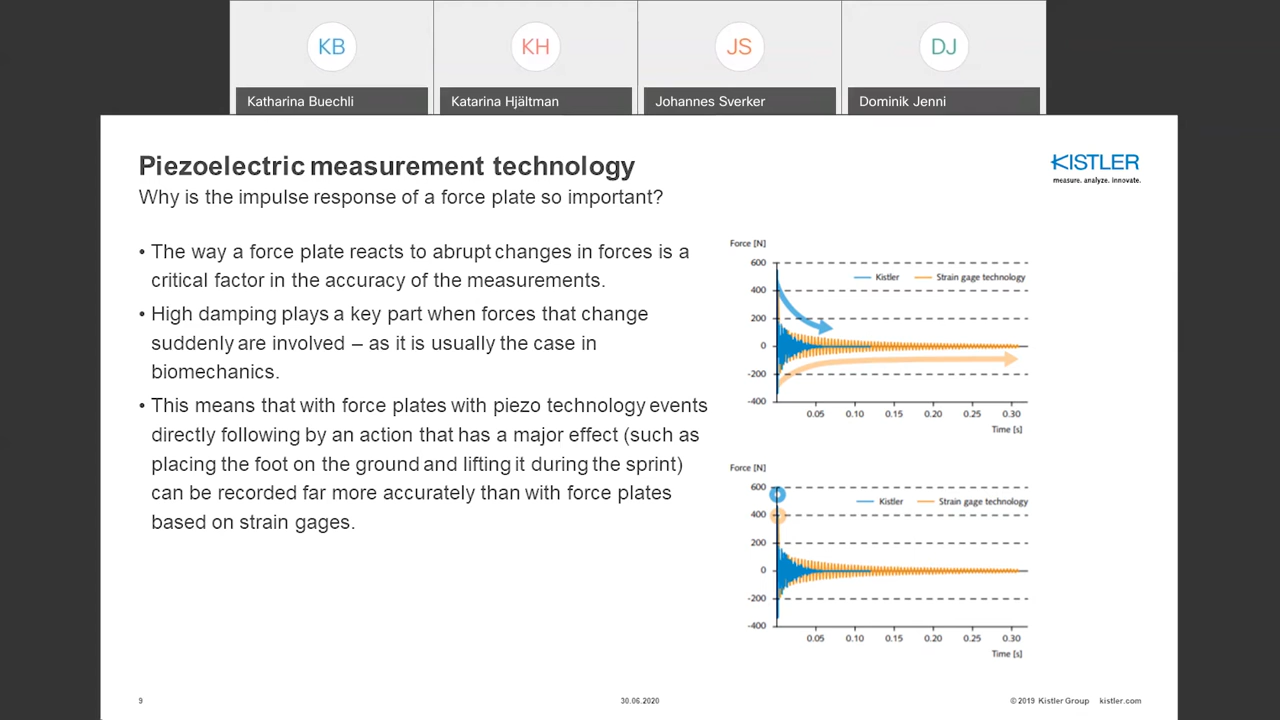 KB
KH
JS
DJ
Katharina Buechli
Katarina Hjältman
Johannes Sverker
Dominik Jenni
Piezoelectric measurement technology
Why is the impulse response of a force plate so important?
KISTLER
measure. analyze. innovate.
• The way a force plate reacts to abrupt changes in forces is a
critical factor in the accuracy of the measurements.
• High damping plays a key part when forces that change
suddenly are involved – as it is usually the case in
biomechanics.
• This means that with force plates with piezo technology events
directly following by an action that has a major effect (such as
placing the foot on the ground and lifting it during the sprint)
can be recorded far more accurately than with force plates
based on strain gages.
Force [N]
600
Kistler
Strain gage technology
400
200
0
-200
-400
0.05 0.10 0.15 0.20 0.25 0.30
Time [s]
Force [N]
600
Kistler
Strain gage technology
400
200
0
-200
-400
0.05 0.10 0.15 0.20 0.25 0.30
Time [s]
9
30.06.2020
© 2019 Kistler Group kistler.com